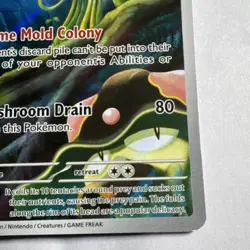 me Mold Colony
ent's discard pile can't be put into their
of your opponent's Abilities or
shroom Drain 80
this Pokémon.
retreat
It coils its 10 tentacles around prey and sucks out
their nutrients, causing the prey pain. The folds
along the rim of its head are a popular delicacy.
/ Nintendo / Creatures / GAME FREAK